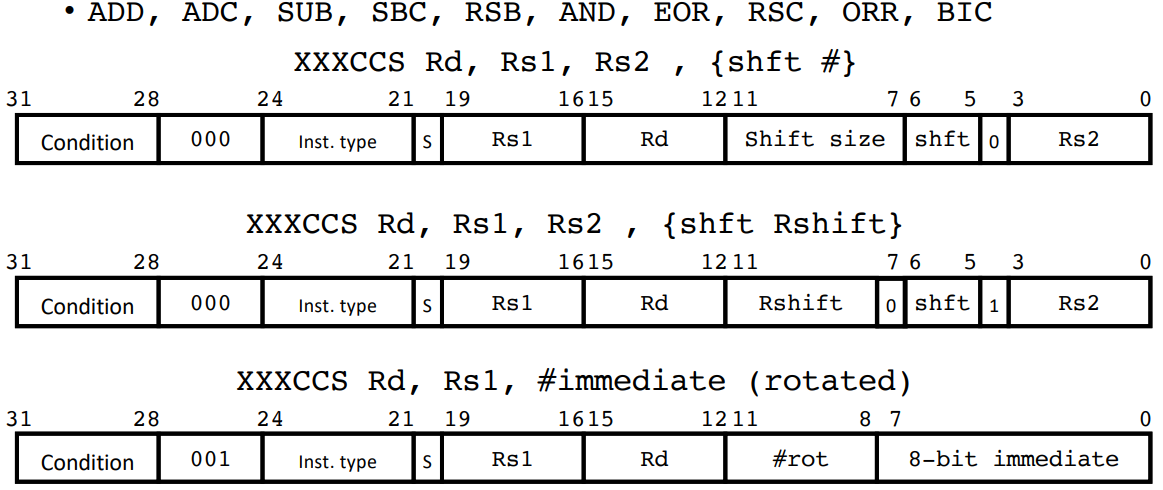 • ADD, ADC, SUB, SBC, RSB, AND, EOR, RSC, ORR, BIC
XXXCCS Rd, Rs1, Rs2 , {shft #}
31 28 24 21 19 16 15 12 11 7 6 5 3 0
Condition 000 Inst. type S Rs1 Rd Shift size shft 0 Rs2
XXXCCS Rd, Rs1, Rs2 , {shft Rshift}
31 28 24 21 19 16 15 12 11 7 6 5 3 0
Condition 000 Inst. type S Rs1 Rd Rshift 0 shft 1 Rs2
XXXCCS Rd, Rs1, #immediate (rotated)
31 28 24 21 19 16 15 12 11 8 7 0
Condition 001 Inst. type S Rs1 Rd #rot 8-bit immediate